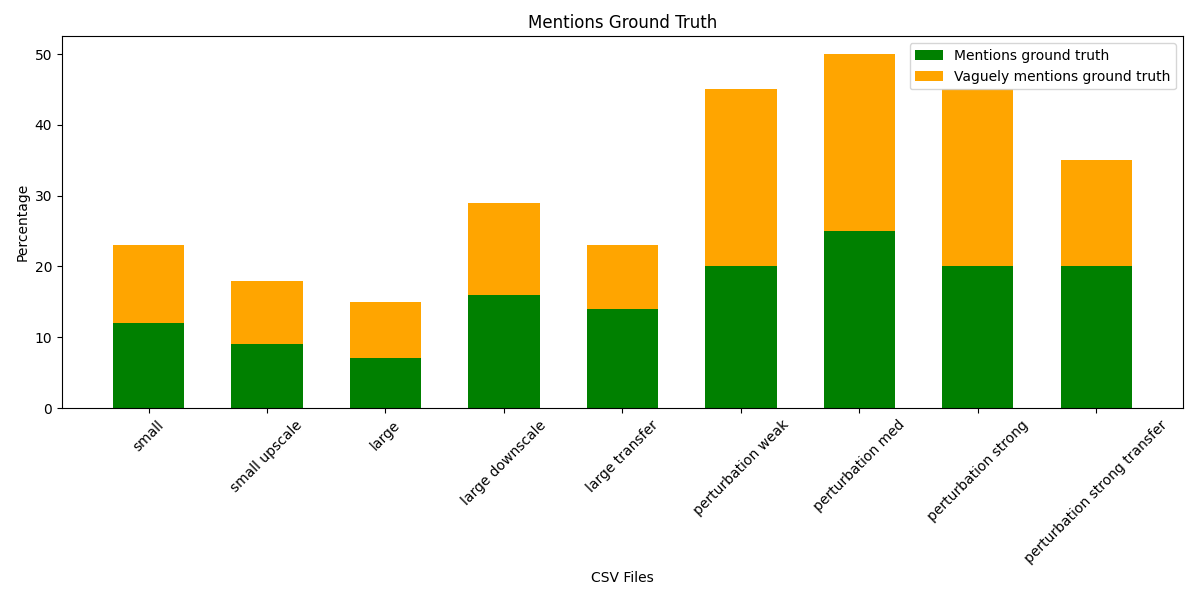 Mentions Ground Truth
Mentions ground truth
Vaguely mentions ground truth
Percentage
50
40
30
20
10
0
small
small upscale
large
large downscale
large transfer
perturbation weak
perturbation med
perturbation strong
perturbation strong transfer
CSV Files